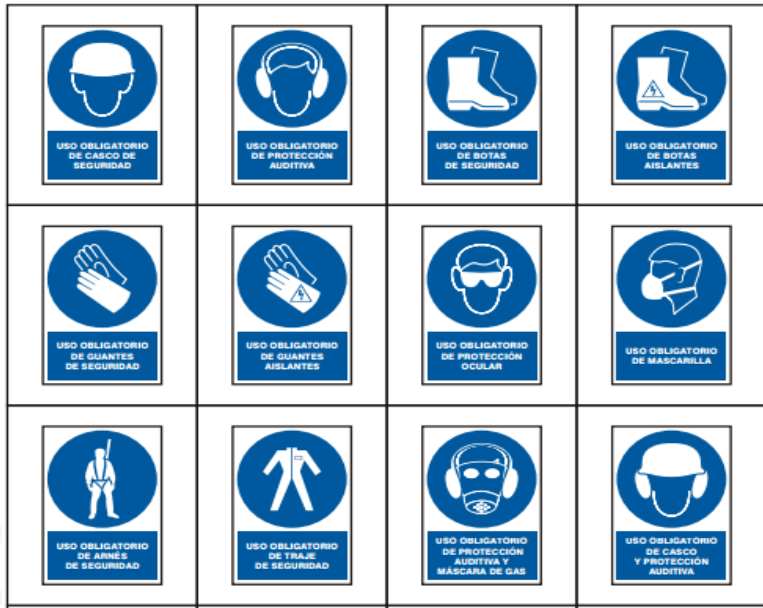 USO OBLIGATORIO
DE CASCO DE
SEGURIDAD
USO OBLIGATORIO
DE PROTECCIÓN
AUDITIVA
USO OBLIGATORIO
DE BOTAS
DE SEGURIDAD
USO OBLIGATORIO
DE BOTAS
AISLANTES
USO OBLIGATORIO
DE GUANTES
DE SEGURIDAD
USO OBLIGATORIO
DE GUANTES
AISLANTES
USO OBLIGATORIO
DE PROTECCIÓN
OCULAR
USO OBLIGATORIO
DE MASCARILLA
USO OBLIGATORIO
DE ARNÉS
DE SEGURIDAD
USO OBLIGATORIO
DE TRAJE
DE SEGURIDAD
USO OBLIGATORIO
DE PROTECCIÓN
AUDITIVA Y
MÁSCARA DE GAS
USO OBLIGATORIO
DE CASCO
Y PROTECCIÓN
AUDITIVA